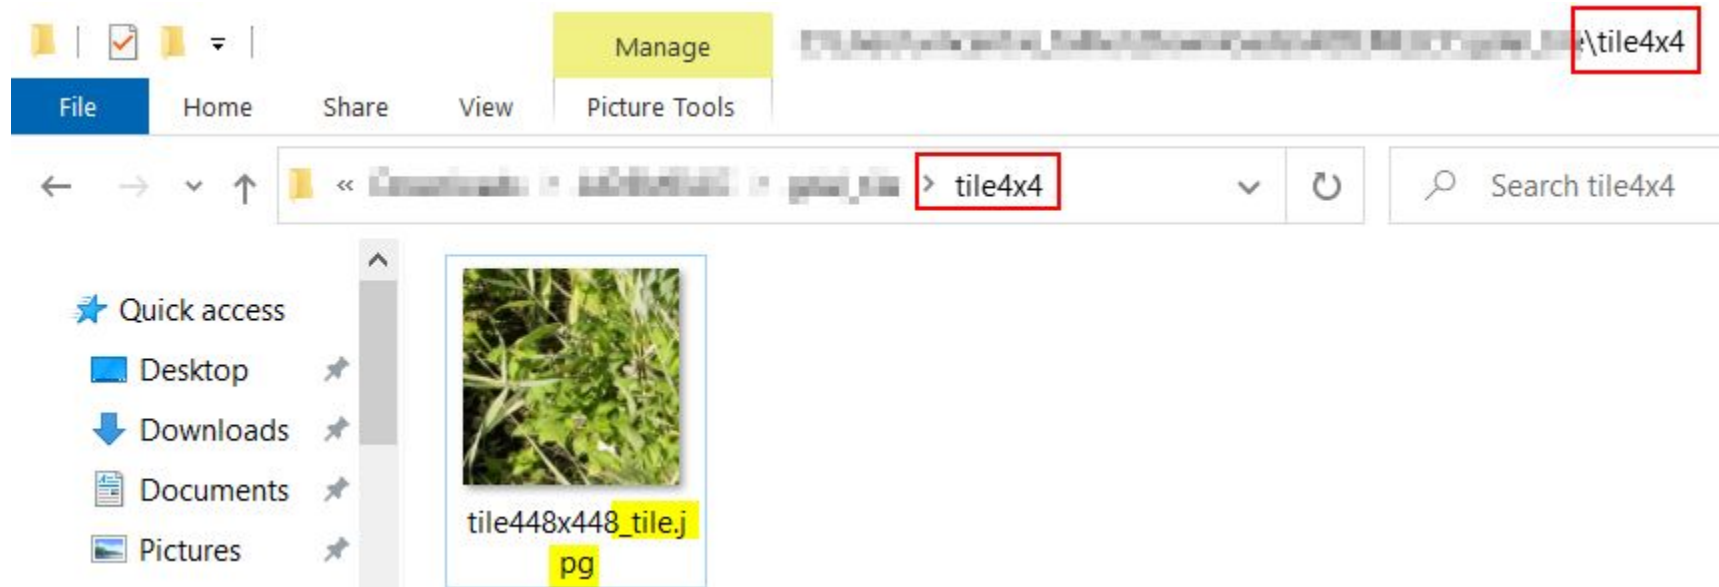 Manage
\tile4x4
File Home Share View Picture Tools
« > tile4x4
Search tile4x4
Quick access
Desktop
Downloads
Documents
Pictures
tile448x448_tile.j
pg